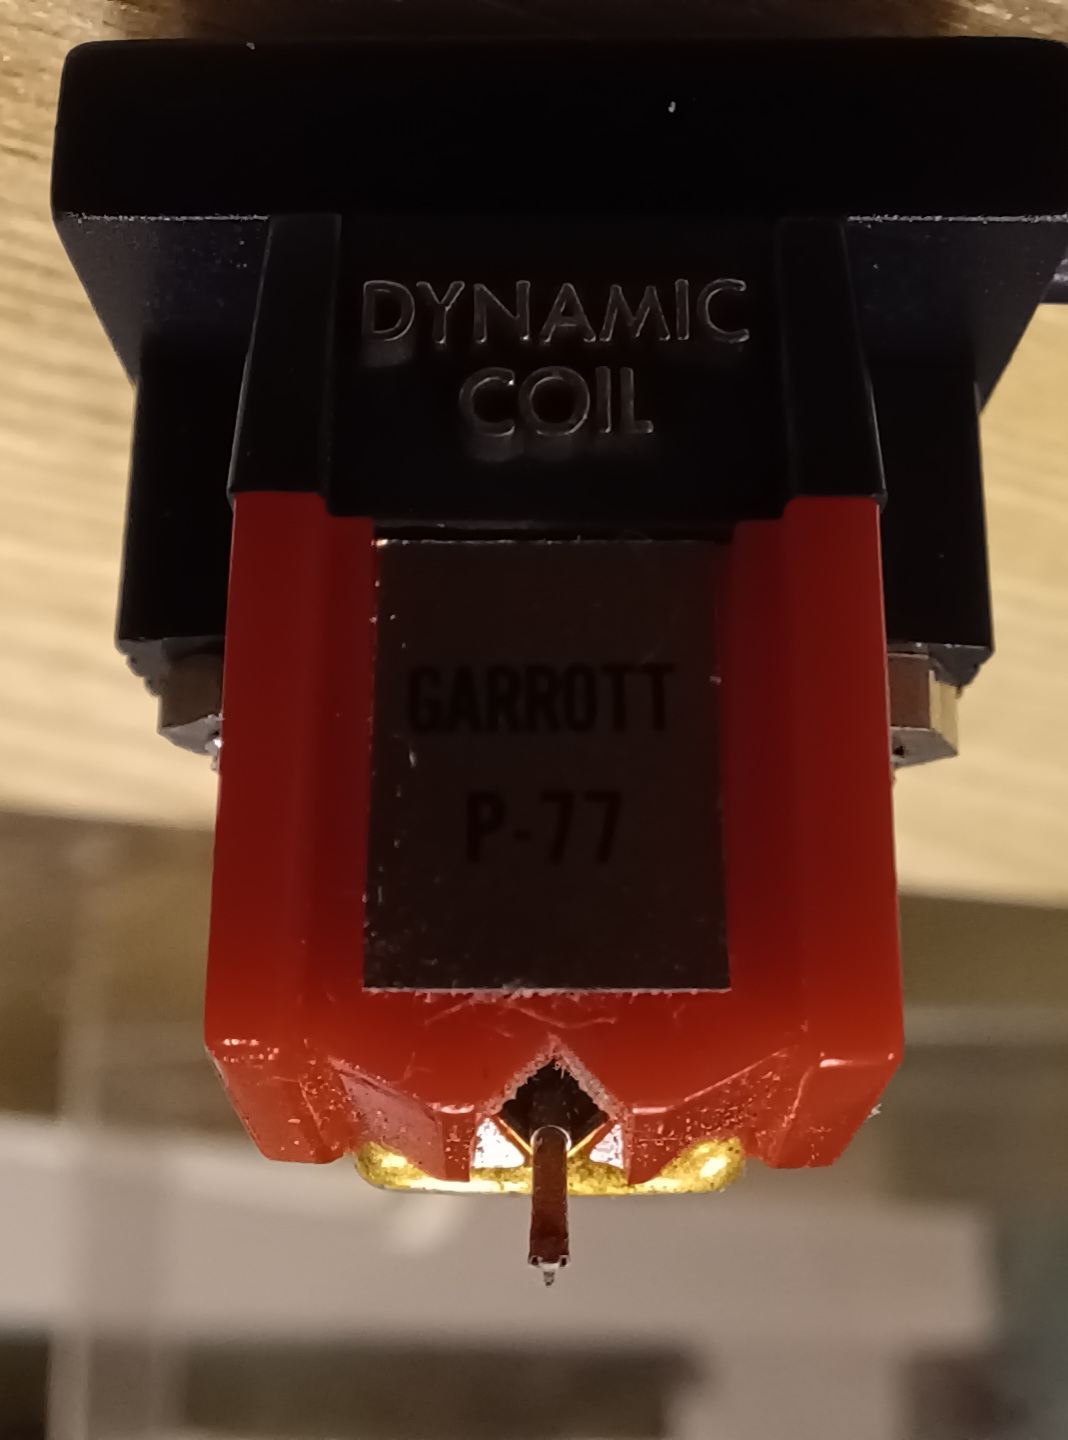 DYNAMIC
COIL
GARROTT
P-77